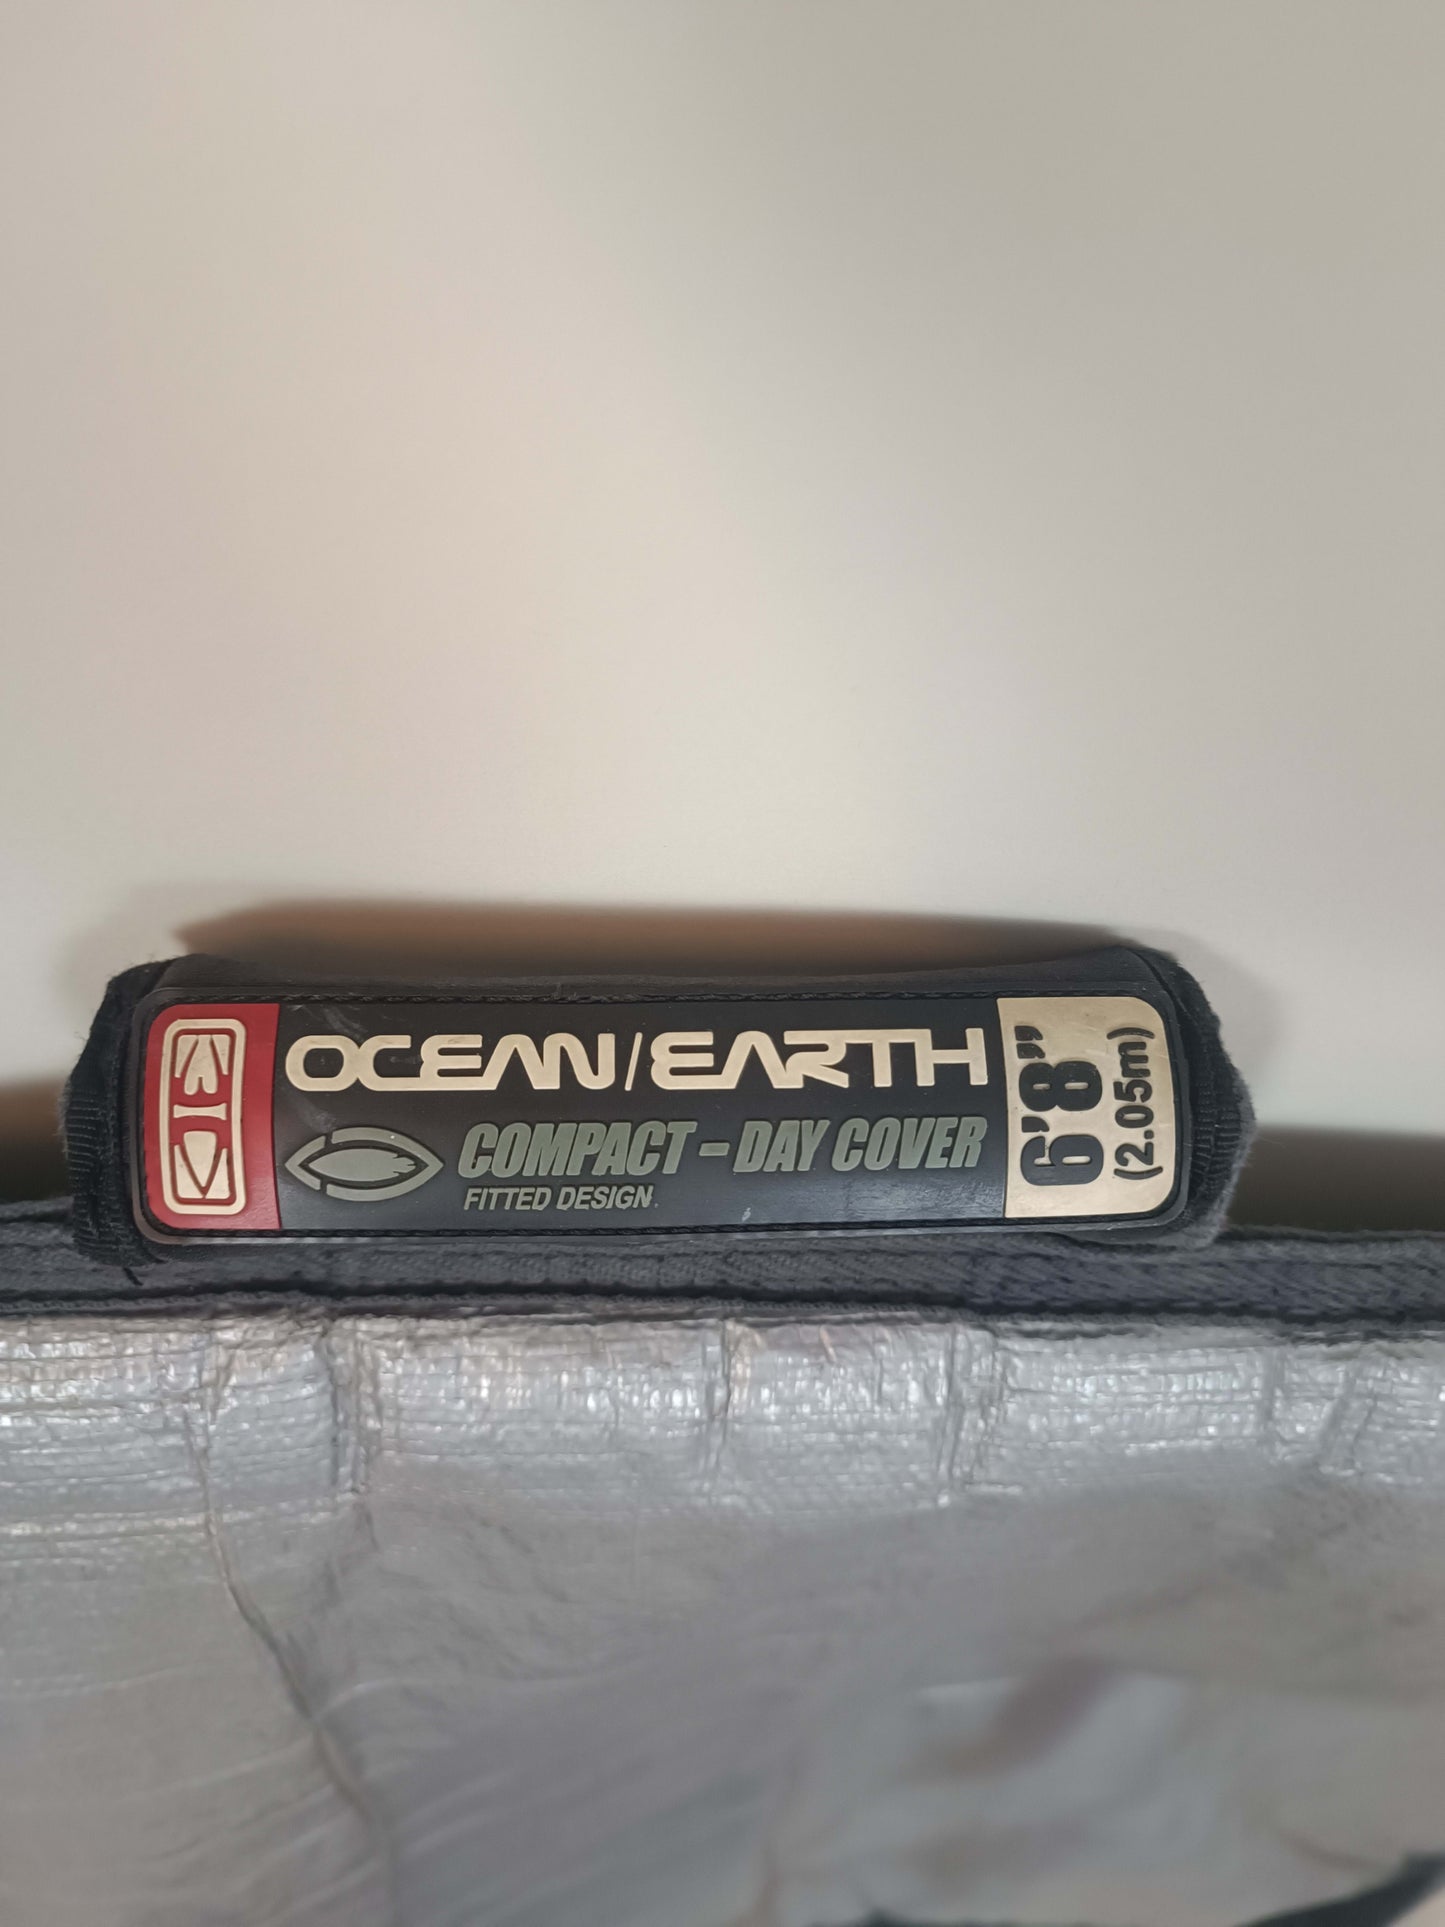 OCEAN/EARTH
COMPACT - DAY COVER
FITTED DESIGN
6'8"
(2.05m)